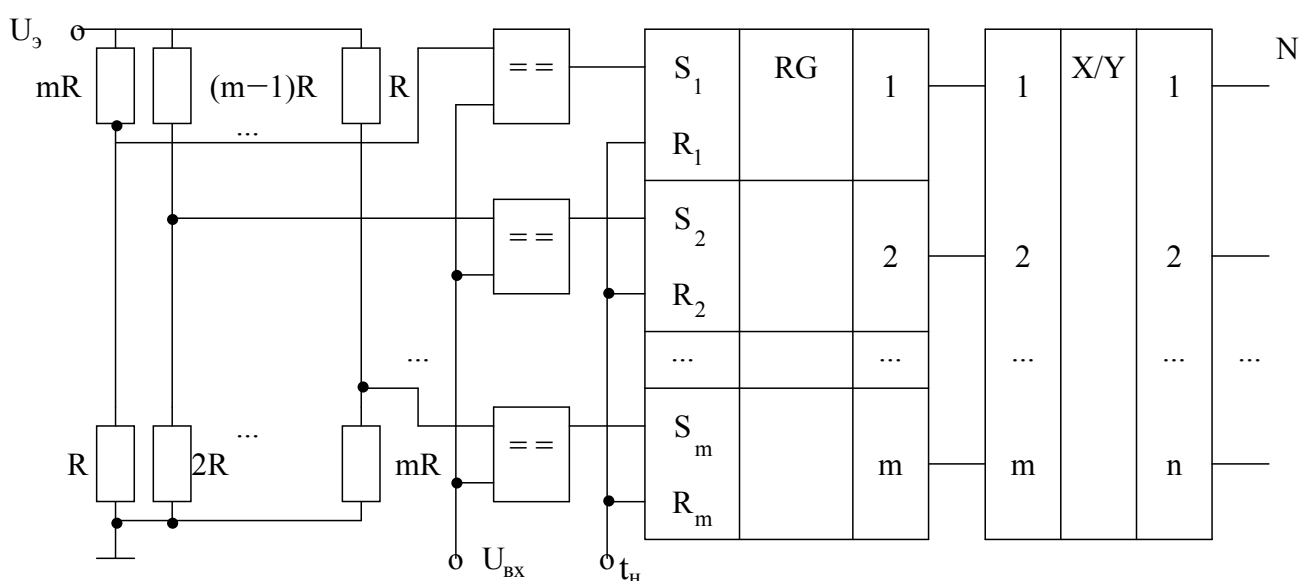 Uэ
mR (m−1)R R
...
== S1 RG 1 1 X/Y 1 N
R1
== S2 2 2 2
R2
... ... ... ... ... ...
...
== Sm m m n
R 2R mR
Rm
Uвх tн